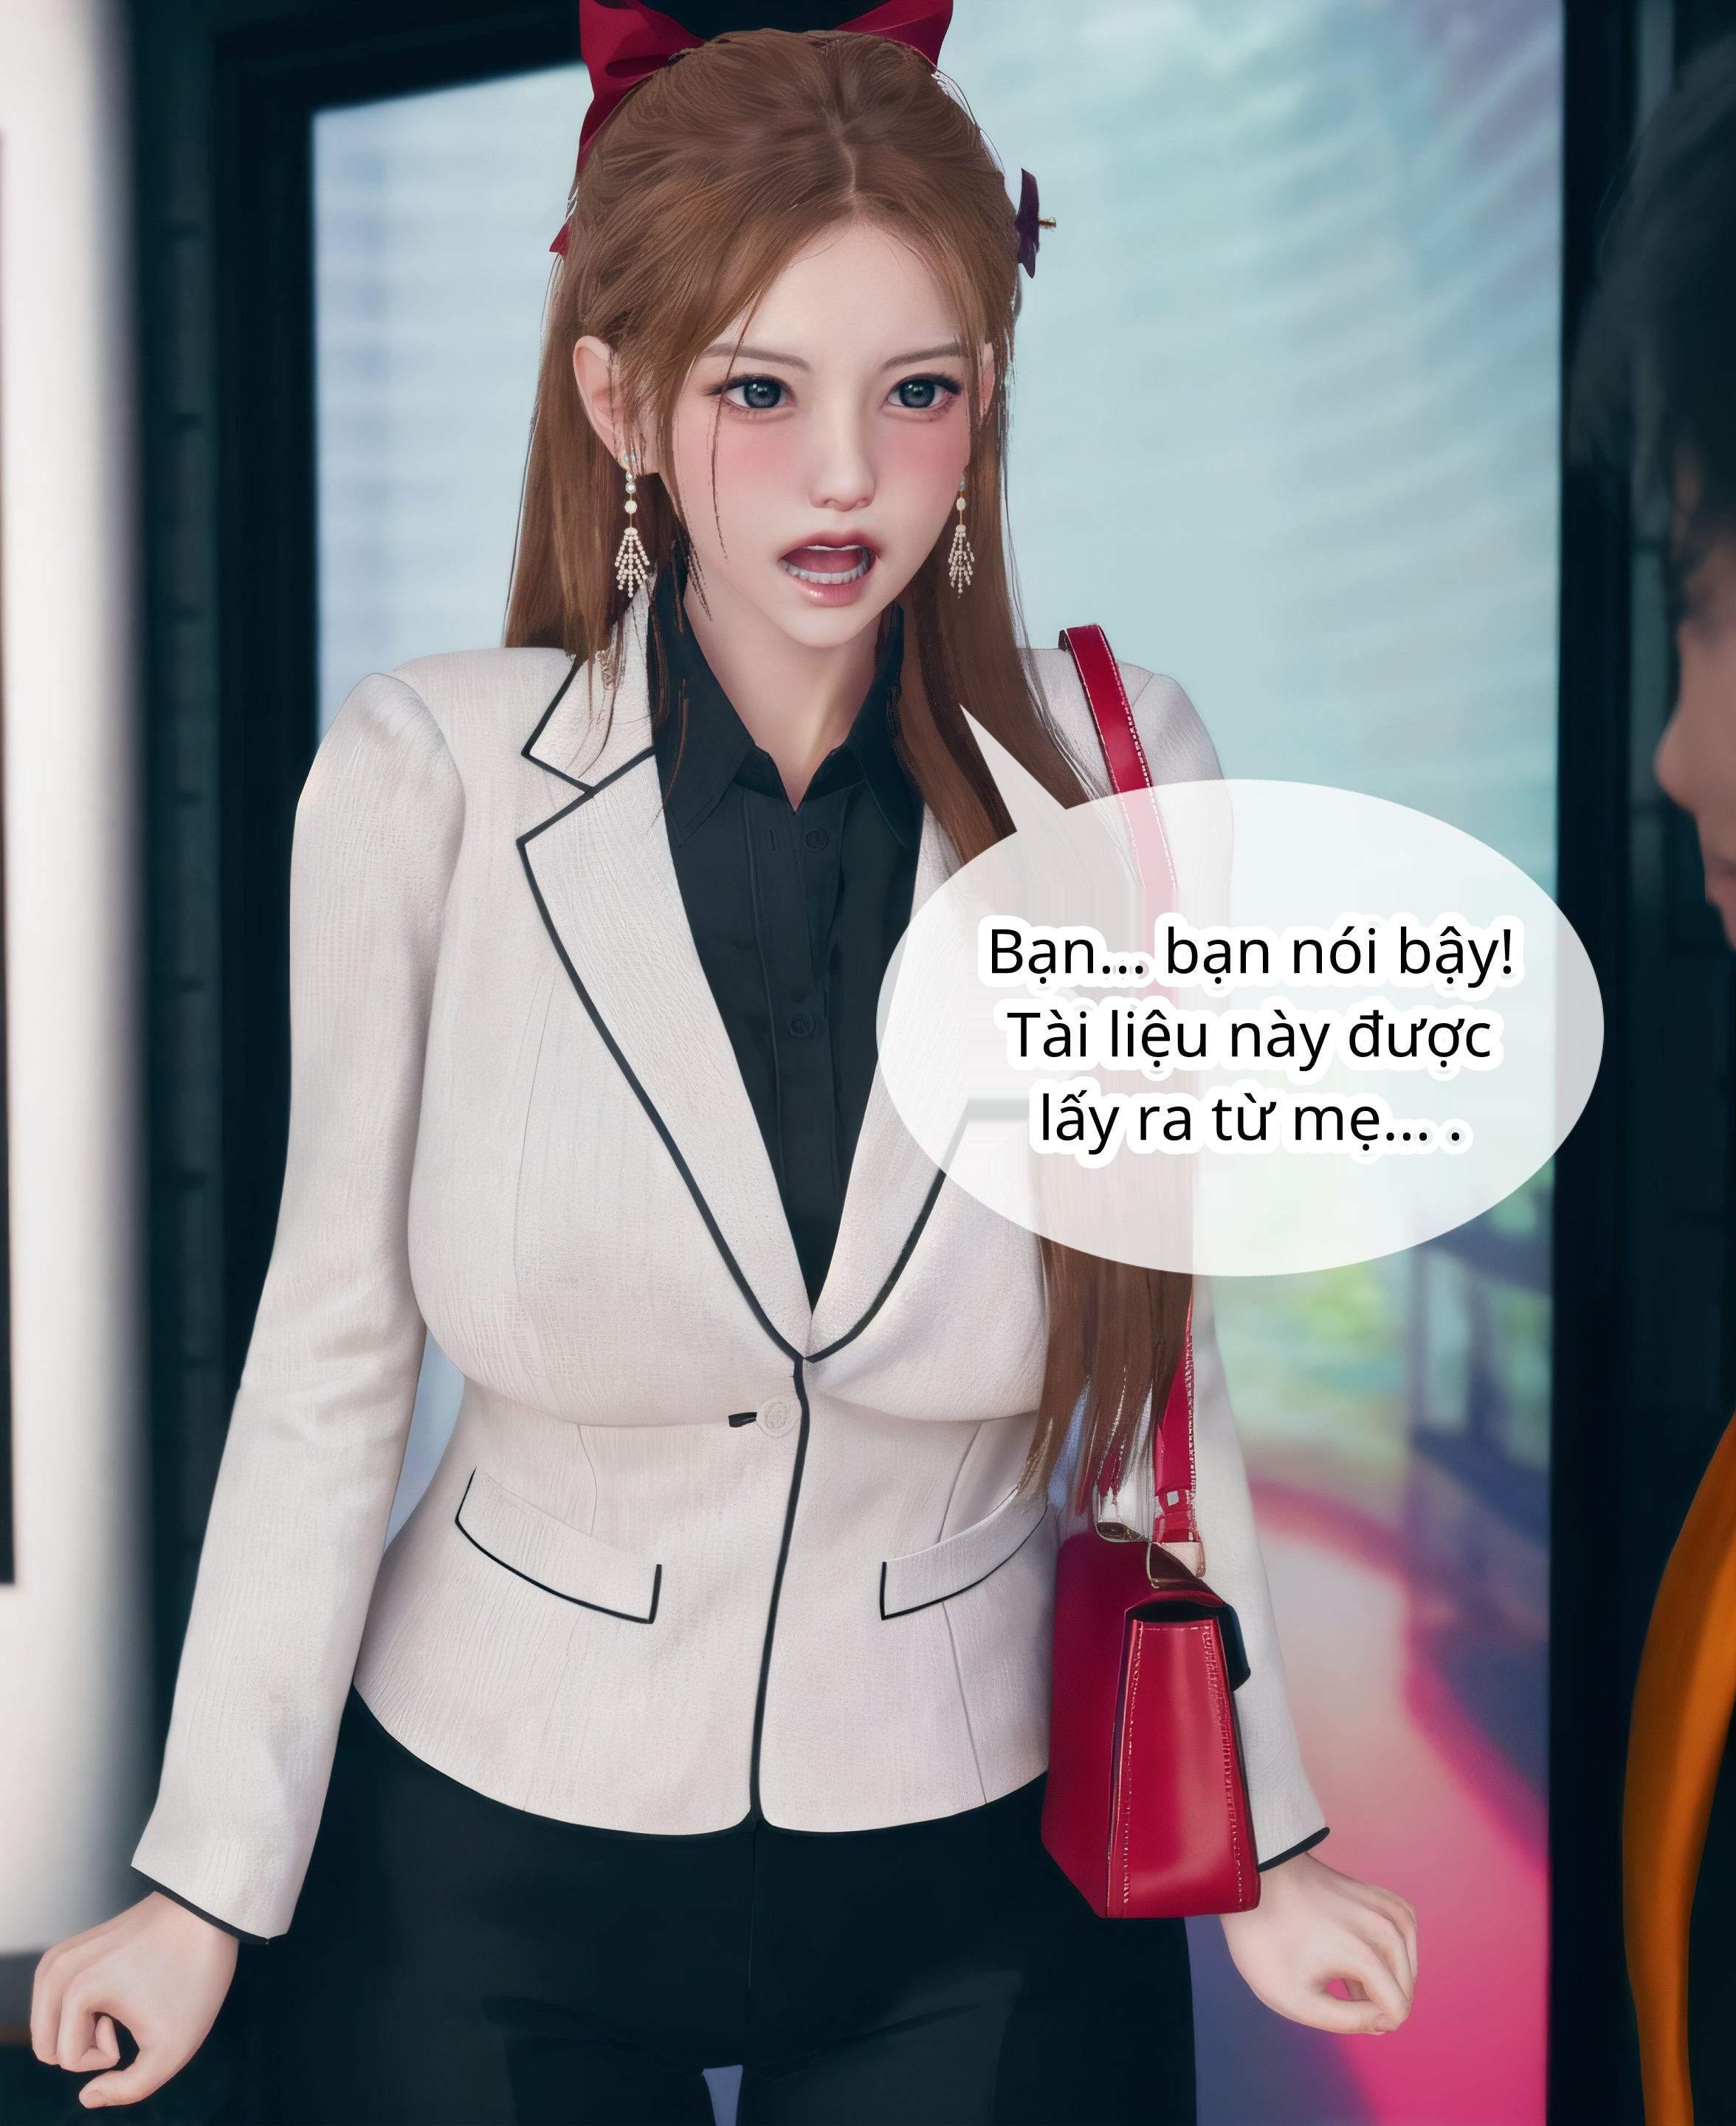 Bạn... bạn nói bậy!
Tài liệu này được
lấy ra từ mẹ... .